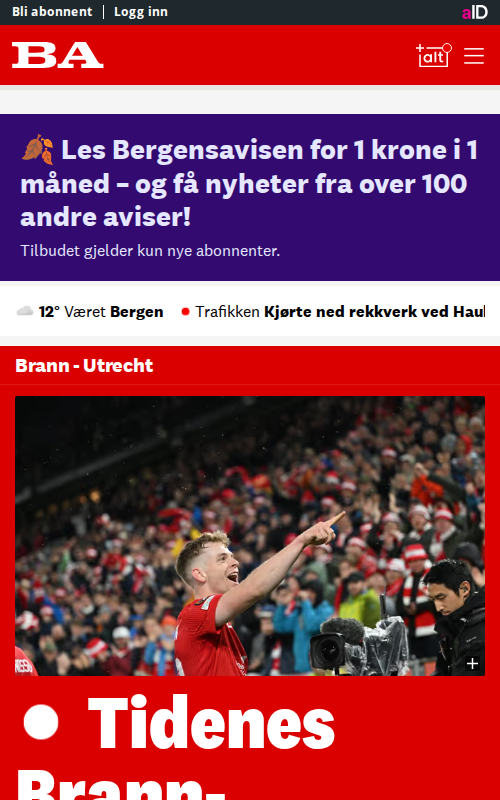 Bli abonnent | Logg inn
aID
BA
+alt
Les Bergensavisen for 1 krone i 1
måned – og få nyheter fra over 100
andre aviser!
Tilbudet gjelder kun nye abonnenter.
12° Været Bergen Trafikken Kjørte ned rekkverk ved Haul
Brann - Utrecht
Tidenes
Brann-